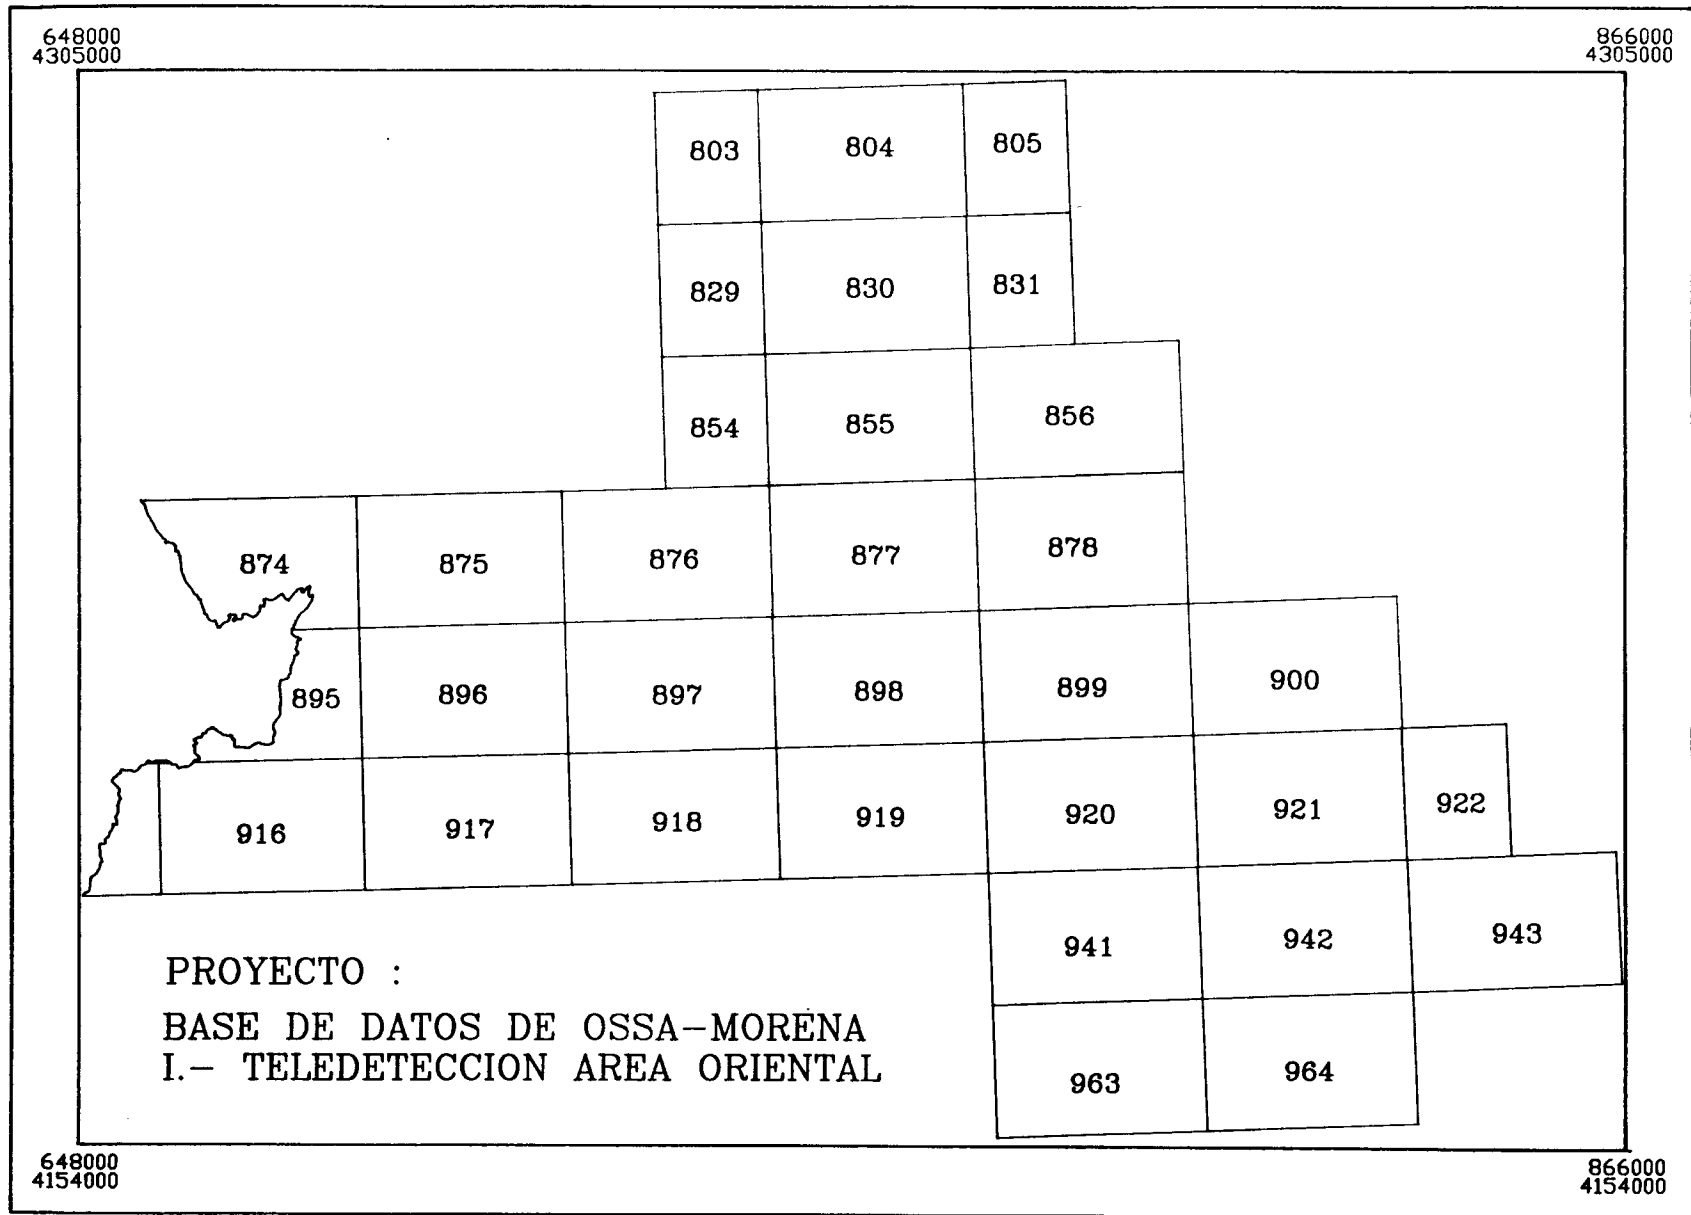 648000
4305000
866000
4305000
803 804 805
829 830 831
854 855 856
874 875 876 877 878
895 896 897 898 899 900
916 917 918 919 920 921 922
941 942 943
963 964
PROYECTO :
BASE DE DATOS DE OSSA-MORENA
I.- TELEDETECCION AREA ORIENTAL
648000
4154000
866000
4154000